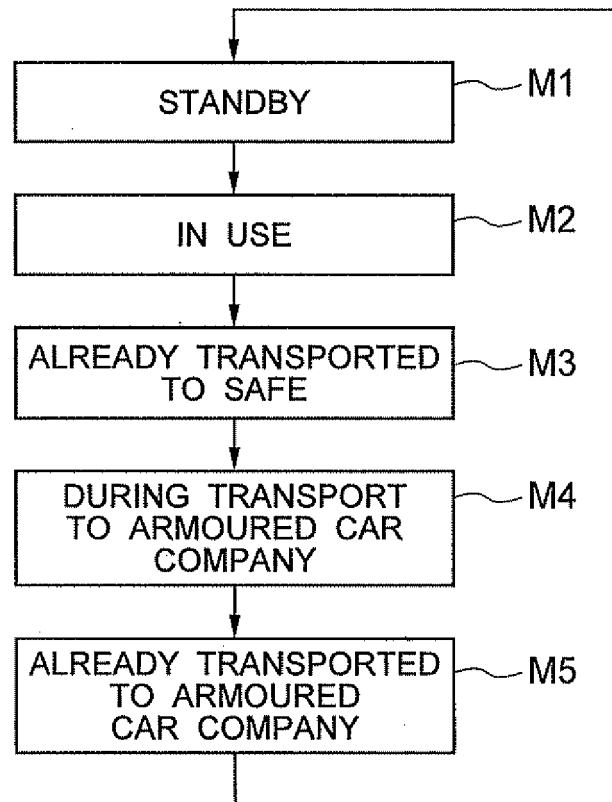 STANDBY
M1
IN USE
M2
ALREADY TRANSPORTED
TO SAFE
M3
DURING TRANSPORT
TO ARMOURED CAR
COMPANY
M4
ALREADY TRANSPORTED
TO ARMOURED
CAR COMPANY
M5